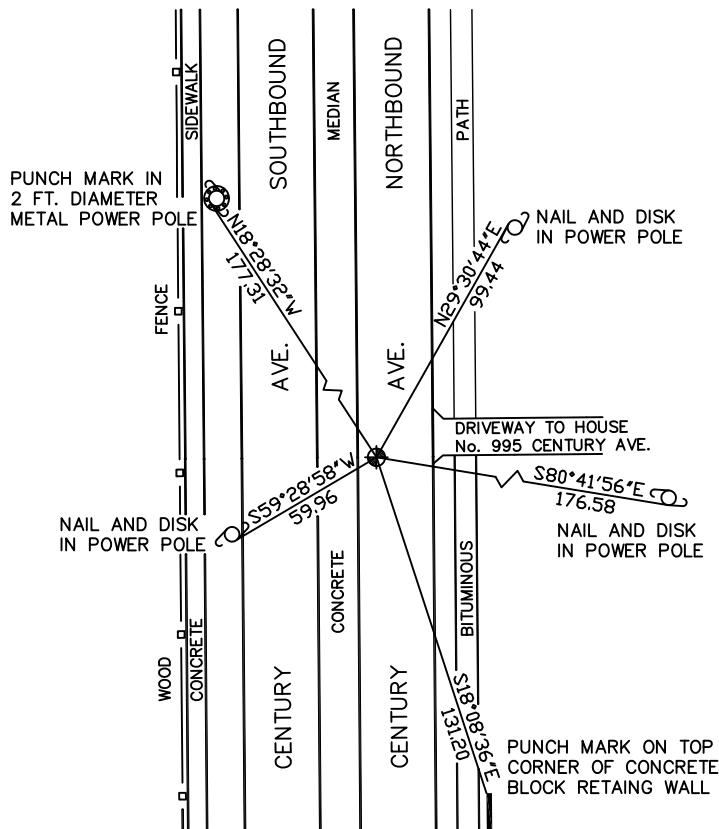 SIDEWALK
SOUTHBOUND
MEDIAN
NORTHBOUND
PATH
PUNCH MARK IN
2 FT. DIAMETER
METAL POWER POLE
N18°28'32"W
177.31
NAIL AND DISK
IN POWER POLE
N29°30'44"E
99.44
FENCE
AVE.
AVE.
DRIVEWAY TO HOUSE
No. 995 CENTURY AVE.
S59°28'58"W
59.96
S80°41'56"E
176.58
NAIL AND DISK
IN POWER POLE
NAIL AND DISK
IN POWER POLE
CONCRETE
BITUMINOUS
WOOD
CONCRETE
CENTURY
CENTURY
S18°08'36"E
131.20
PUNCH MARK ON TOP
CORNER OF CONCRETE
BLOCK RETAING WALL